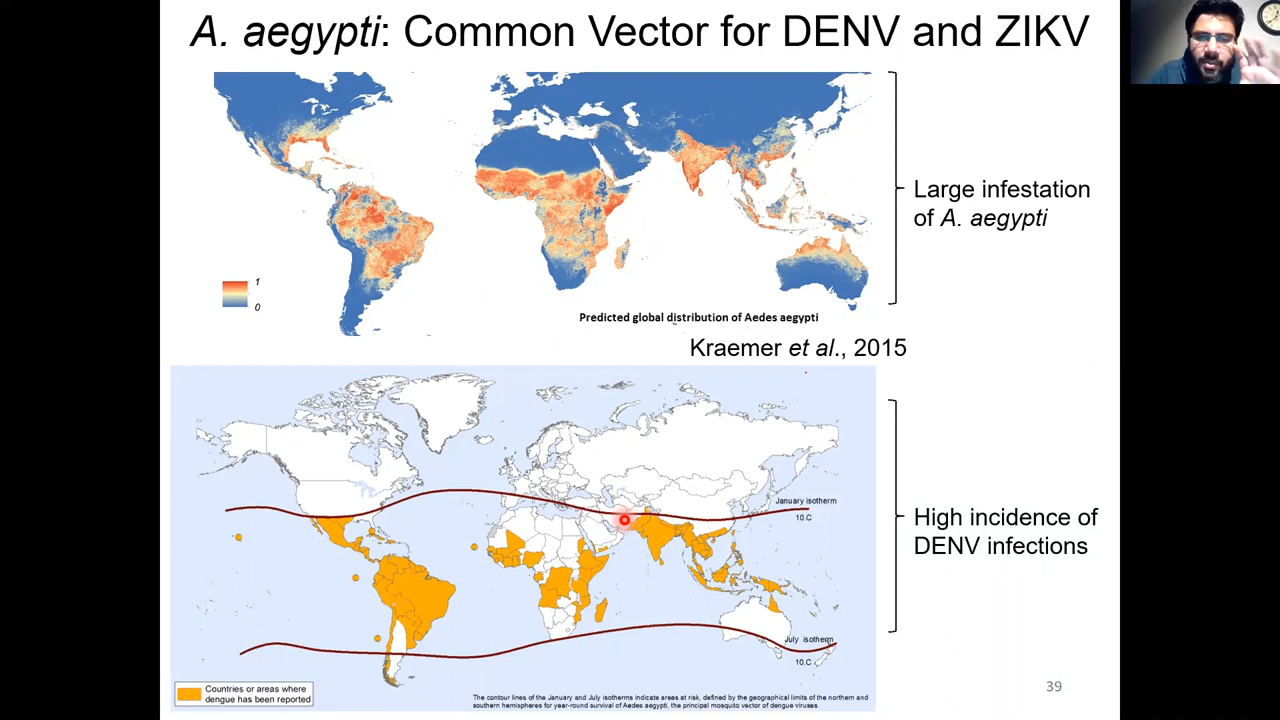 A. aegypti: Common Vector for DENV and ZIKV
1
0
Predicted global distribution of Aedes aegypti
Large infestation
of A. aegypti
Kraemer et al., 2015
January isotherm
10.C
High incidence of
DENV infections
July isotherm
10.C
Countries or areas where
dengue has been reported
The contour lines of the January and July isotherms indicate areas at risk, defined by the geographical limits of the northern and
southern hemispheres for year-round survival of Aedes aegypti, the principal mosquito vector of dengue viruses.
39